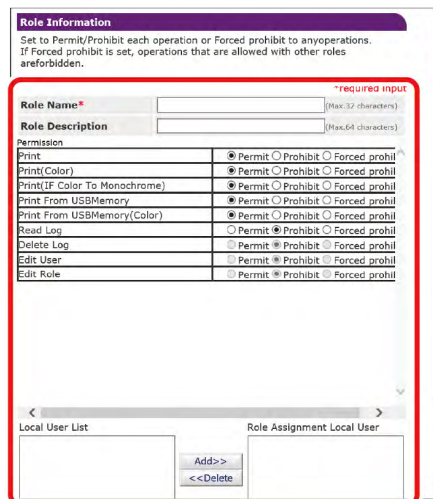 Role Information
Set to Permit/Prohibit each operation or Forced prohibit to anyoperations.
If Forced prohibit is set, operations that are allowed with other roles
areforbidden.
*required input
Role Name* (Max.32 characters)
Role Description (Max.64 characters)
Permission
Print Permit Prohibit Forced prohil
Print(Color) Permit Prohibit Forced prohil
Print(IF Color To Monochrome) Permit Prohibit Forced prohil
Print From USBMemory Permit Prohibit Forced prohil
Print From USBMemory(Color) Permit Prohibit Forced prohil
Read Log Permit Prohibit Forced prohil
Delete Log Permit Prohibit Forced prohil
Edit User Permit Prohibit Forced prohil
Edit Role Permit Prohibit Forced prohil
Local User List Role Assignment Local User
Add>>
<<Delete